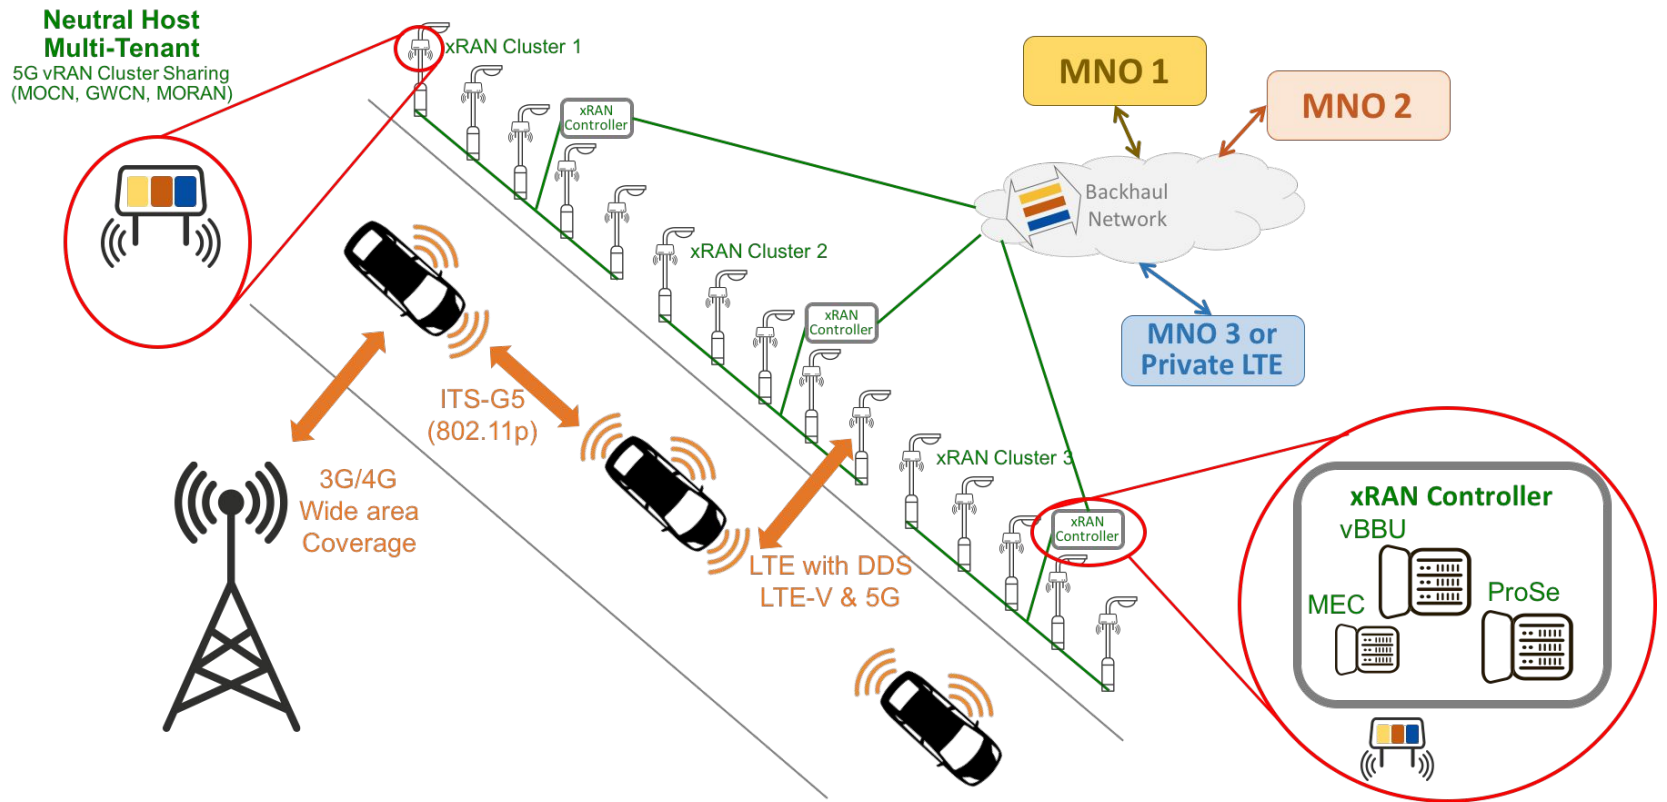 Neutral Host
Multi-Tenant
5G vRAN Cluster Sharing
(MOCN, GWCN, MORAN)
xRAN Cluster 1
xRAN
Controller
MNO 1
MNO 2
Backhaul
Network
xRAN Cluster 2
xRAN
Controller
MNO 3 or
Private LTE
ITS-G5
(802.11p)
3G/4G
Wide area
Coverage
xRAN Cluster 3
xRAN
Controller
LTE with DDS
LTE-V & 5G
xRAN Controller
vBBU
ProSe
MEC